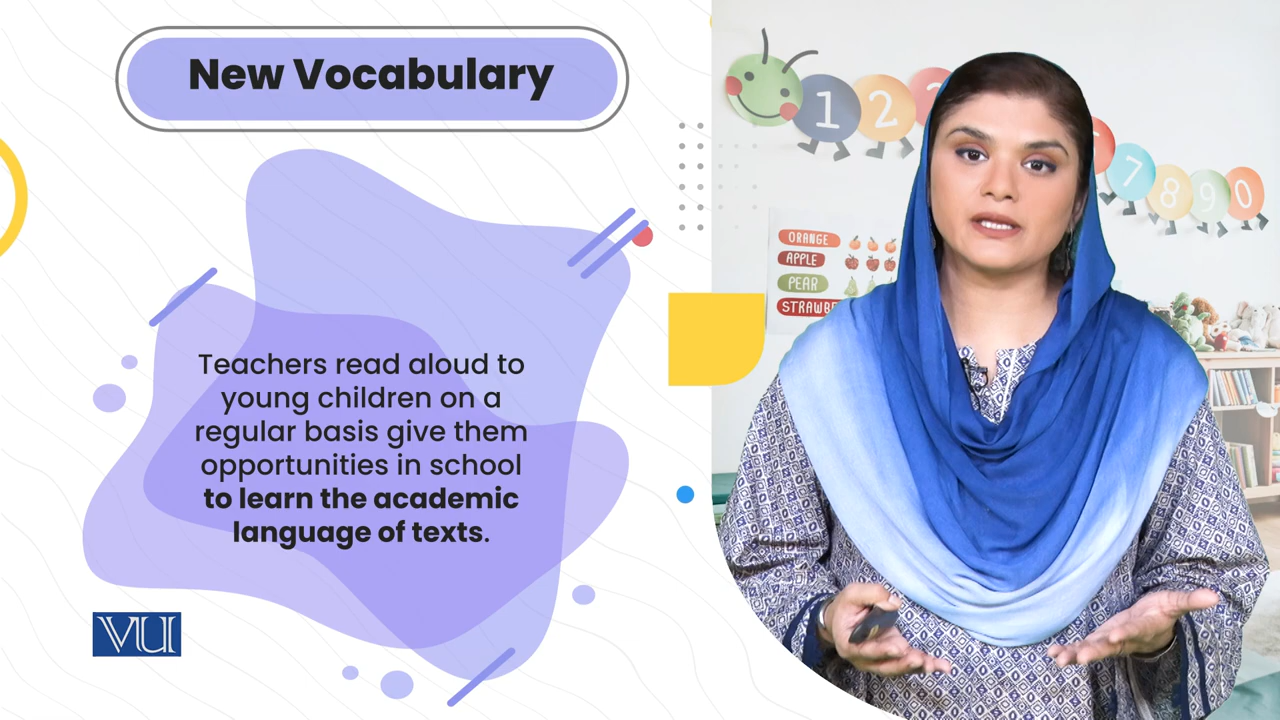 New Vocabulary
Teachers read aloud to
young children on a
regular basis give them
opportunities in school
to learn the academic
language of texts.
VU
1 2
7 8 9 0
ORANGE
APPLE
PEAR